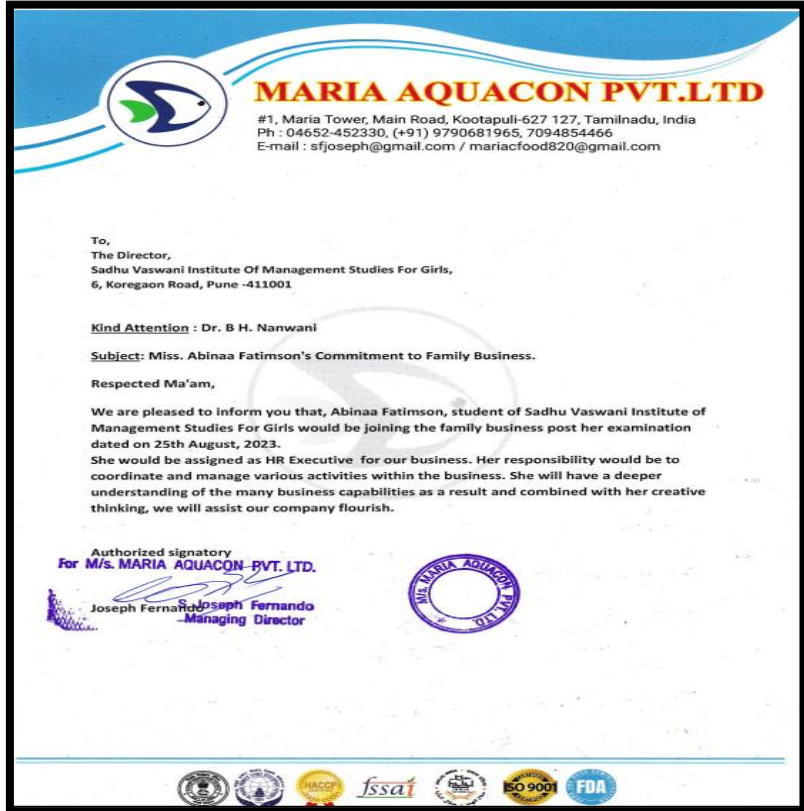 MARIA AQUACON PVT.LTD
#1, Maria Tower, Main Road, Kootapuli-627 127, Tamilnadu, India
Ph : 04652-452330, (+91) 9790681965, 7094854466
E-mail : sfjoseph@gmail.com / mariacfood820@gmail.com
To,
The Director,
Sadhu Vaswani Institute Of Management Studies For Girls,
6, Koregaon Road, Pune -411001
Kind Attention : Dr. B H. Nanwani
Subject: Miss. Abinaa Fatimson's Commitment to Family Business.
Respected Ma'am,
We are pleased to inform you that, Abinaa Fatimson, student of Sadhu Vaswani Institute of
Management Studies For Girls would be joining the family business post her examination
dated on 25th August, 2023.
She would be assigned as HR Executive for our business. Her responsibility would be to
coordinate and manage various activities within the business. She will have a deeper
understanding of the many business capabilities as a result and combined with her creative
thinking, we will assist our company flourish.
Authorized signatory
For M/s. MARIA AQUACON PVT. LTD.
Joseph Fernando
S. Joseph Fernando
Managing Director
M/s. MARIA AQUACON PVT. LTD.
HACCP
fssai
ISO 9001
FDA